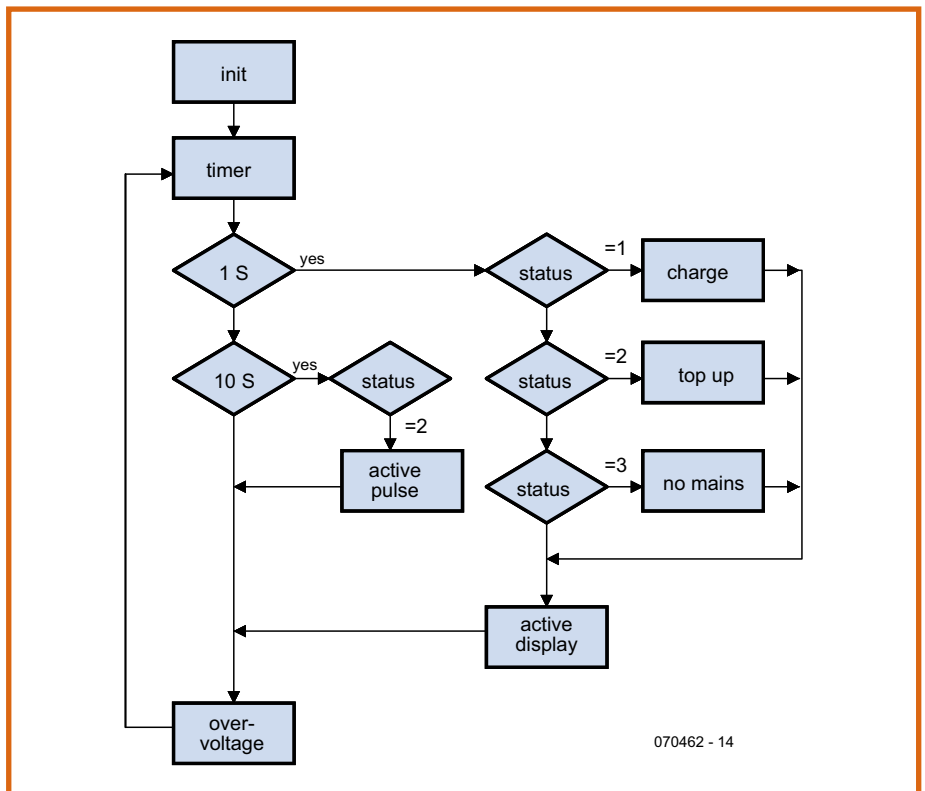 init
timer
1 S
yes
status
=1
charge
10 S
yes
status
=2
active
pulse
status
=2
top up
status
=3
no mains
active
display
over-
voltage
070462 - 14